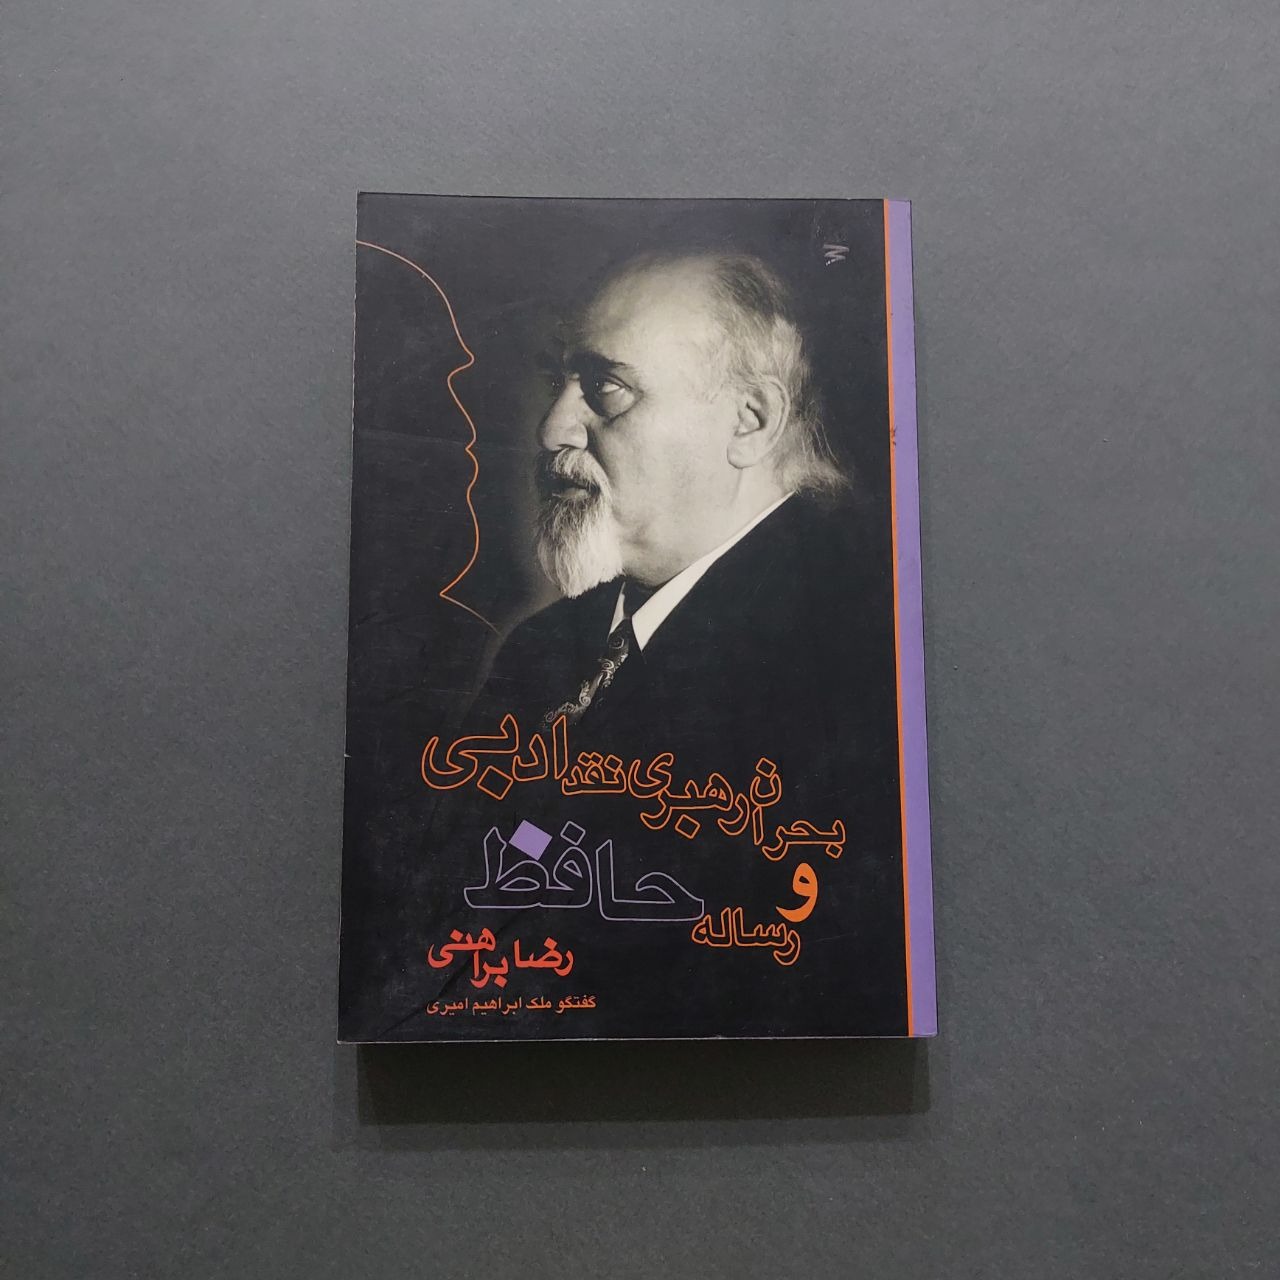 بحران رهبری نقد ادبی
و
رساله حافظ
رضا براهنی
گفتگو ملک ابراهیم امیری